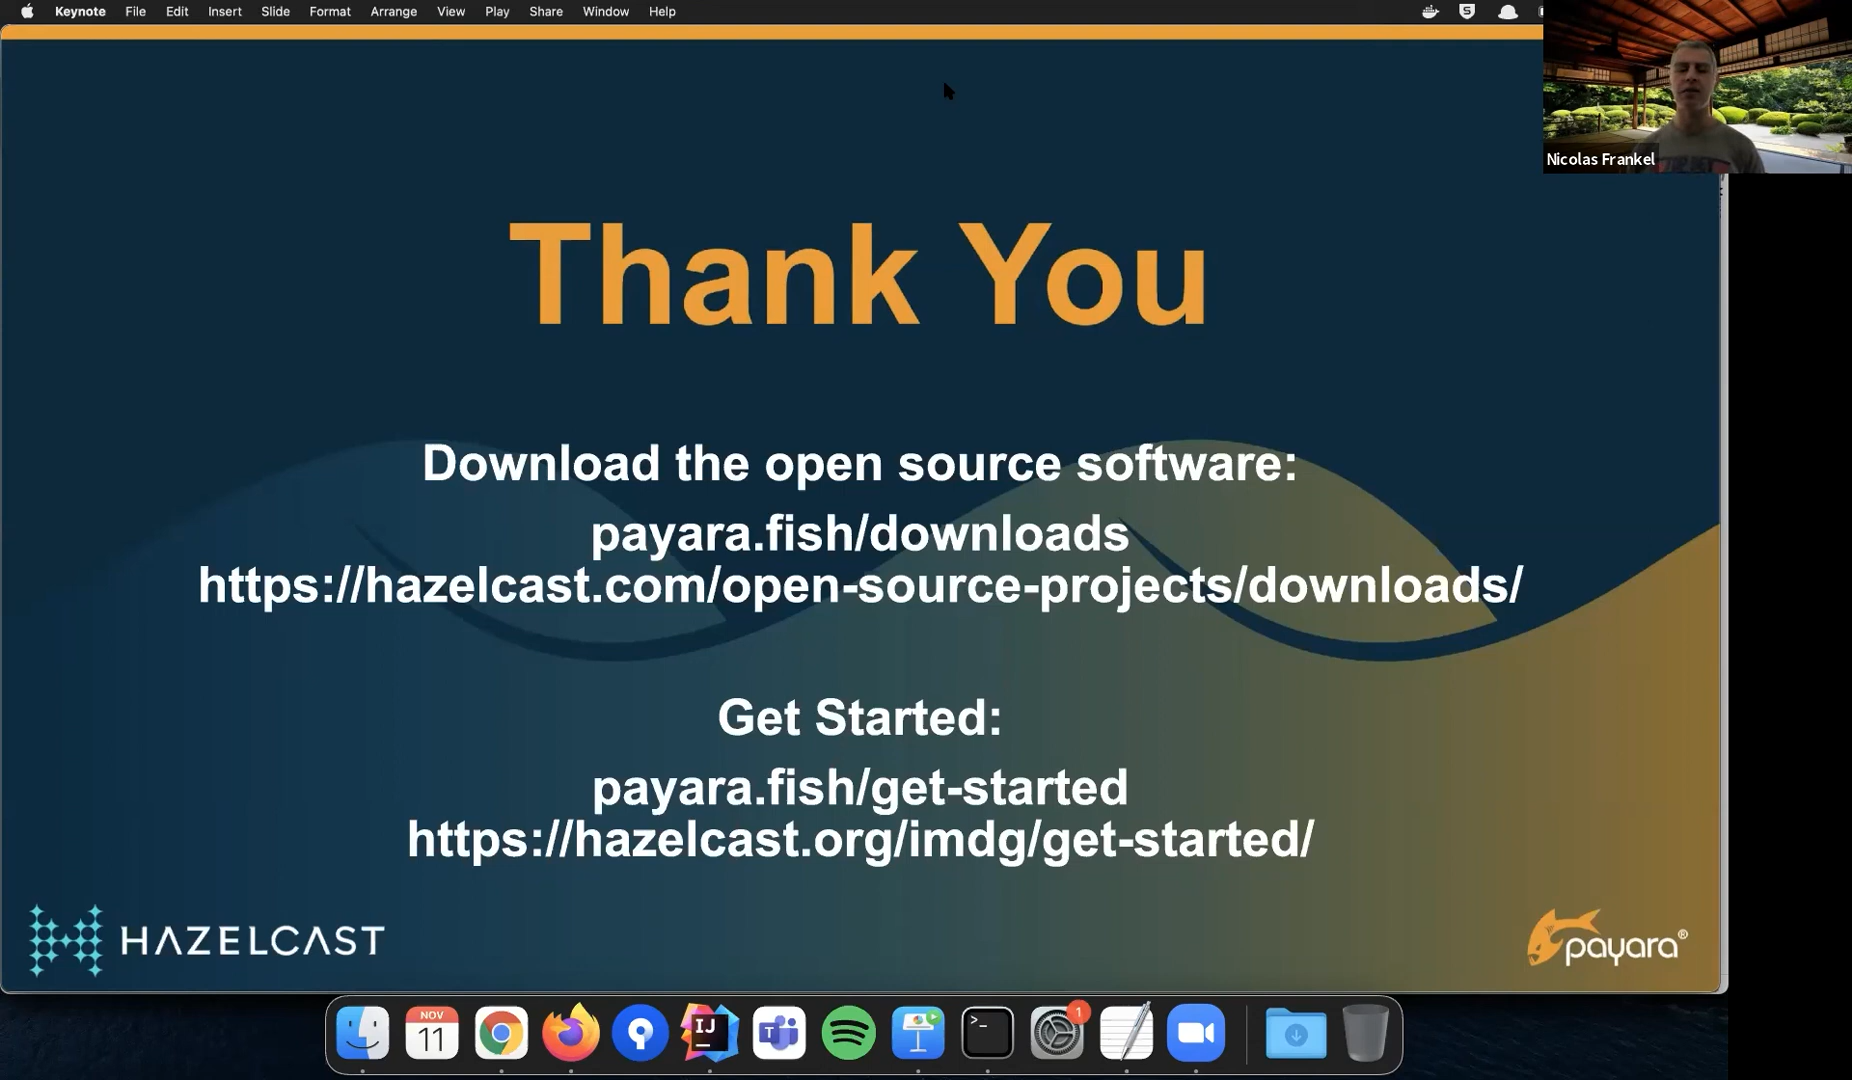 Keynote File Edit Insert Slide Format Arrange View Play Share Window Help
S
Nicolas Frankel
Thank You
Download the open source software:
payara.fish/downloads
https://hazelcast.com/open-source-projects/downloads/
Get Started:
payara.fish/get-started
https://hazelcast.org/imdg/get-started/
HAZELCAST
payara®
NOV
11
IJ
T
>_
1